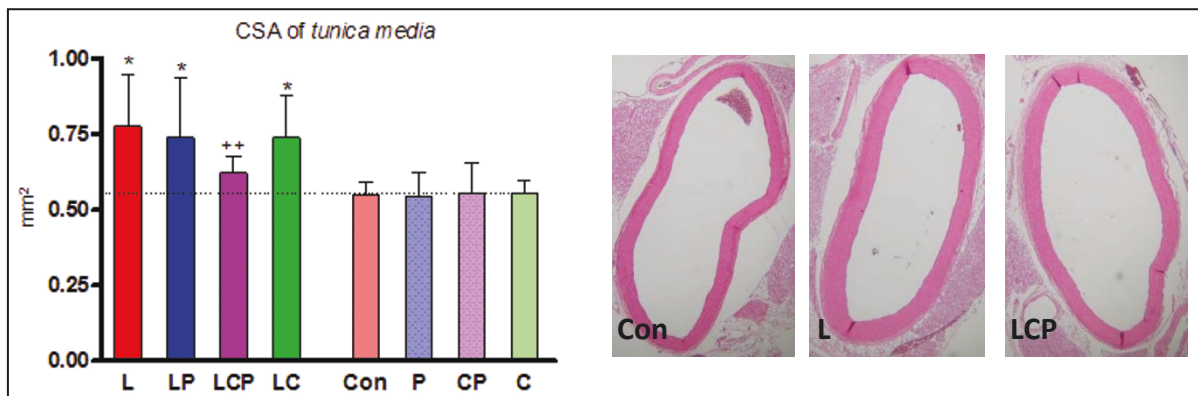 CSA of tunica media
mm²
1.00
0.75
0.50
0.25
0.00
* * ++ *
L LP LCP LC Con P CP C
Con
L
LCP